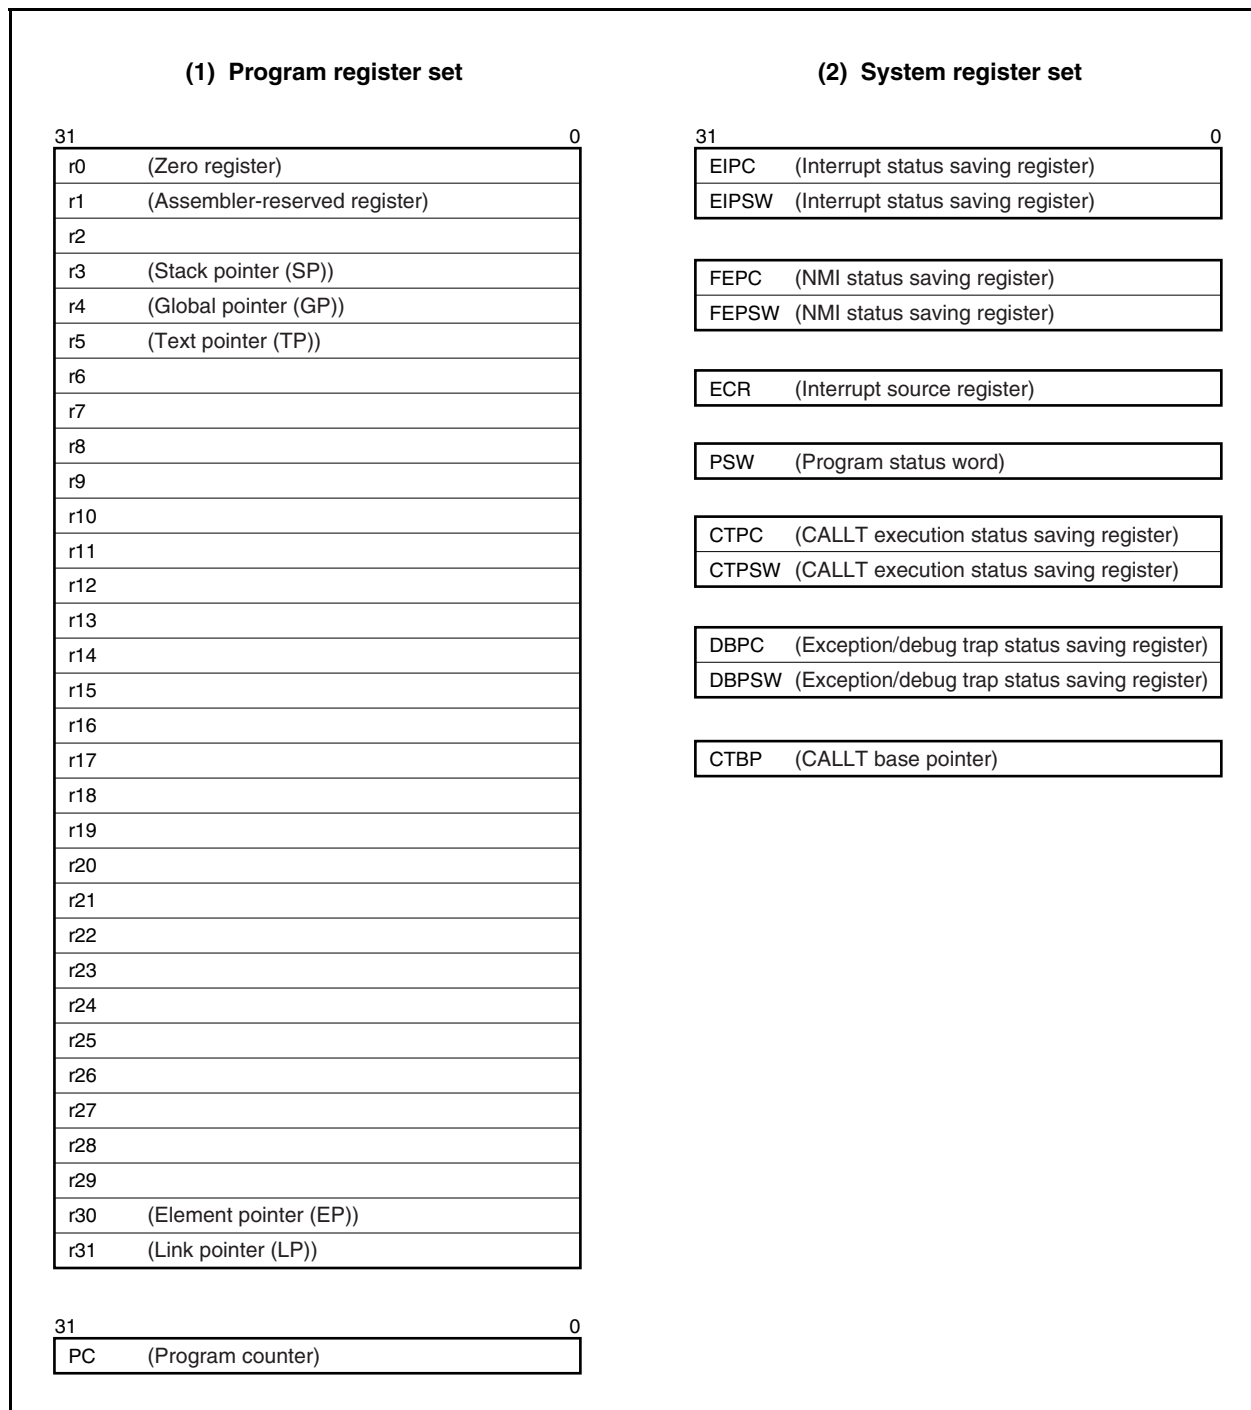 (1) Program register set
31 0
r0 (Zero register)
r1 (Assembler-reserved register)
r2
r3 (Stack pointer (SP))
r4 (Global pointer (GP))
r5 (Text pointer (TP))
r6
r7
r8
r9
r10
r11
r12
r13
r14
r15
r16
r17
r18
r19
r20
r21
r22
r23
r24
r25
r26
r27
r28
r29
r30 (Element pointer (EP))
r31 (Link pointer (LP))
31 0
PC (Program counter)
(2) System register set
31 0
EIPC (Interrupt status saving register)
EIPSW (Interrupt status saving register)
FEPC (NMI status saving register)
FEPSW (NMI status saving register)
ECR (Interrupt source register)
PSW (Program status word)
CTPC (CALLT execution status saving register)
CTPSW (CALLT execution status saving register)
DBPC (Exception/debug trap status saving register)
DBPSW (Exception/debug trap status saving register)
CTBP (CALLT base pointer)